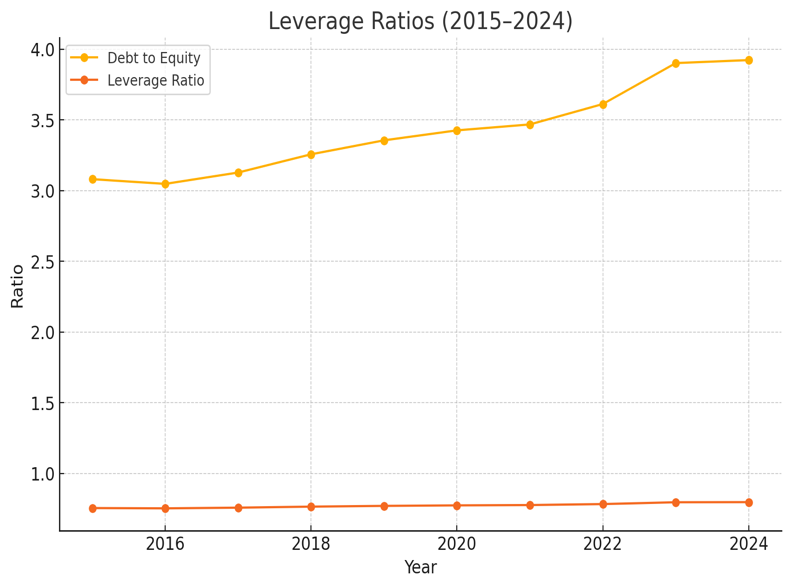 Leverage Ratios (2015–2024)
Debt to Equity
Leverage Ratio
4.0
3.5
3.0
2.5
2.0
1.5
1.0
Ratio
2016 2018 2020 2022 2024
Year